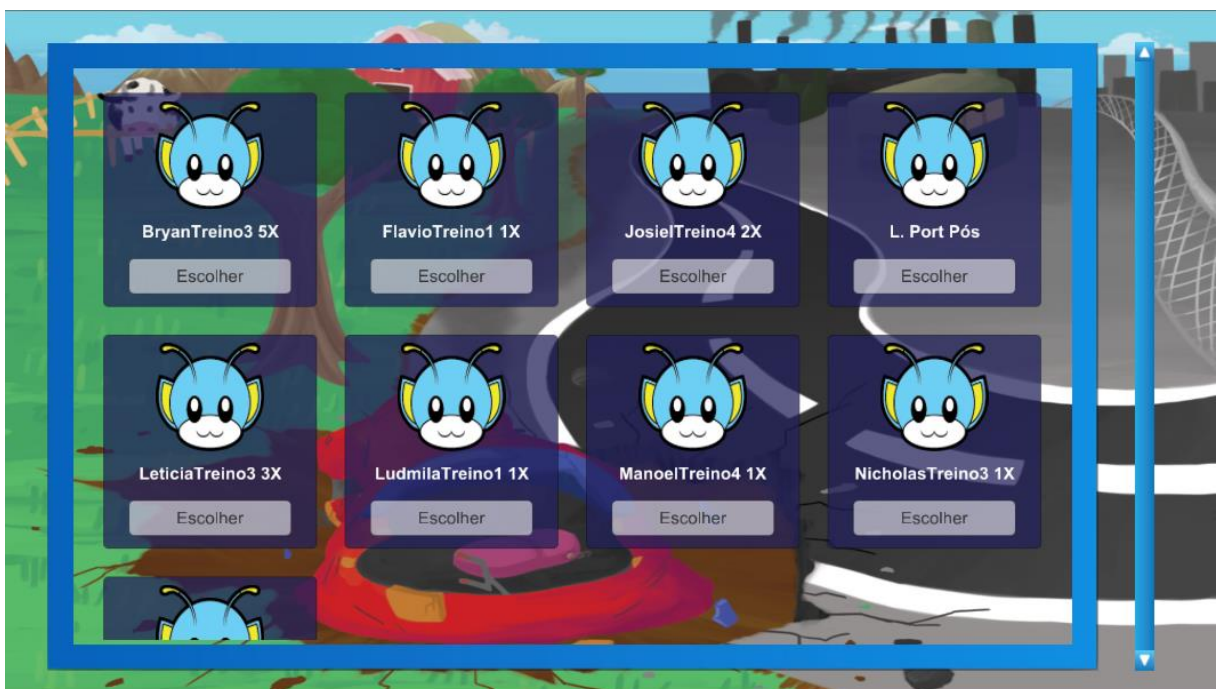 BryanTreino3 5X
FlavioTreino1 1X
JosielTreino4 2X
L. Port Pós
Escolher
Escolher
Escolher
Escolher
LeticiaTreino3 3X
LudmilaTreino1 1X
ManoelTreino4 1X
NicholasTreino3 1X
Escolher
Escolher
Escolher
Escolher